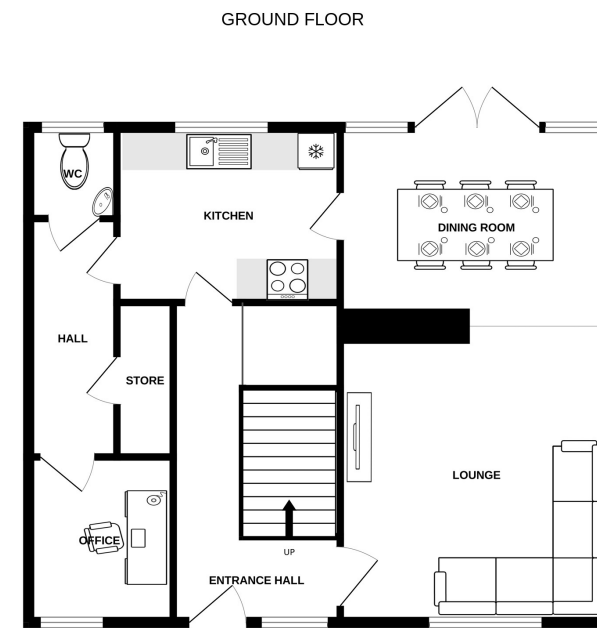 GROUND FLOOR
WC
KITCHEN
DINING ROOM
HALL
STORE
LOUNGE
OFFICE
UP
ENTRANCE HALL